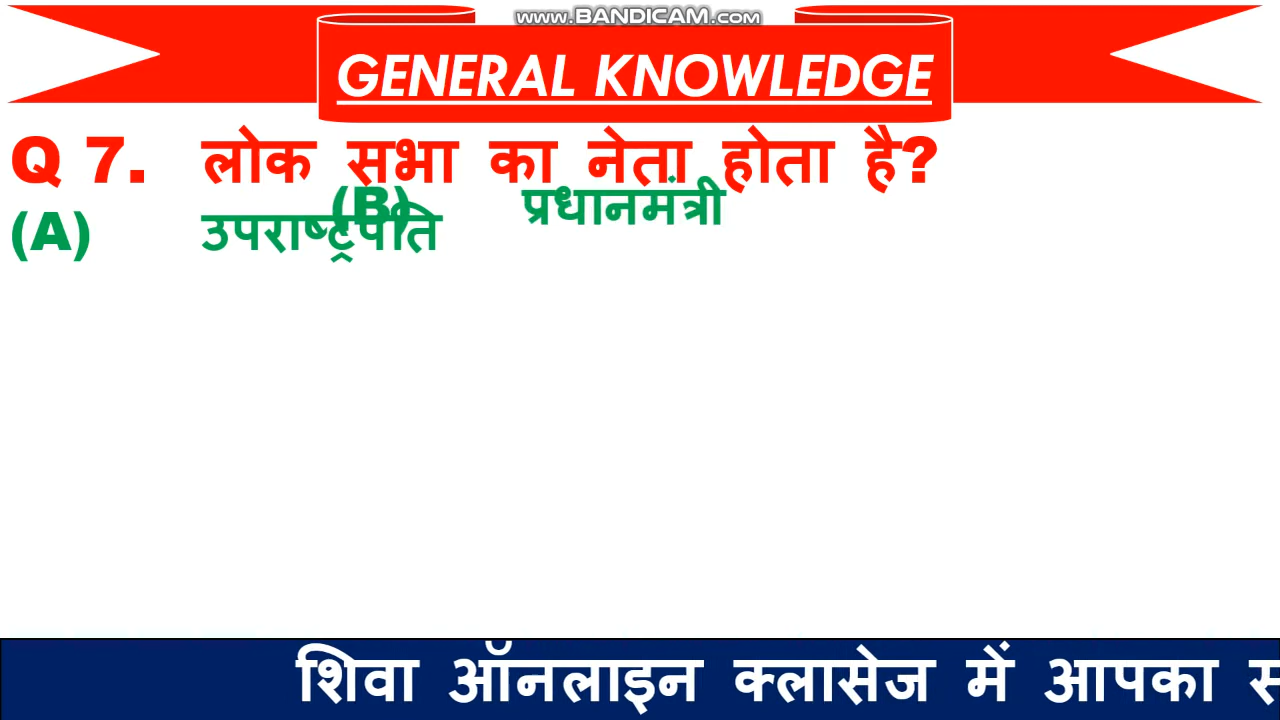 www.BANDICAM.com
GENERAL KNOWLEDGE
Q 7. लोक सभा का नेता होता है?
(A) उपराष्ट्रपति
(B) प्रधानमंत्री
शिवा ऑनलाइन क्लासेज में आपका